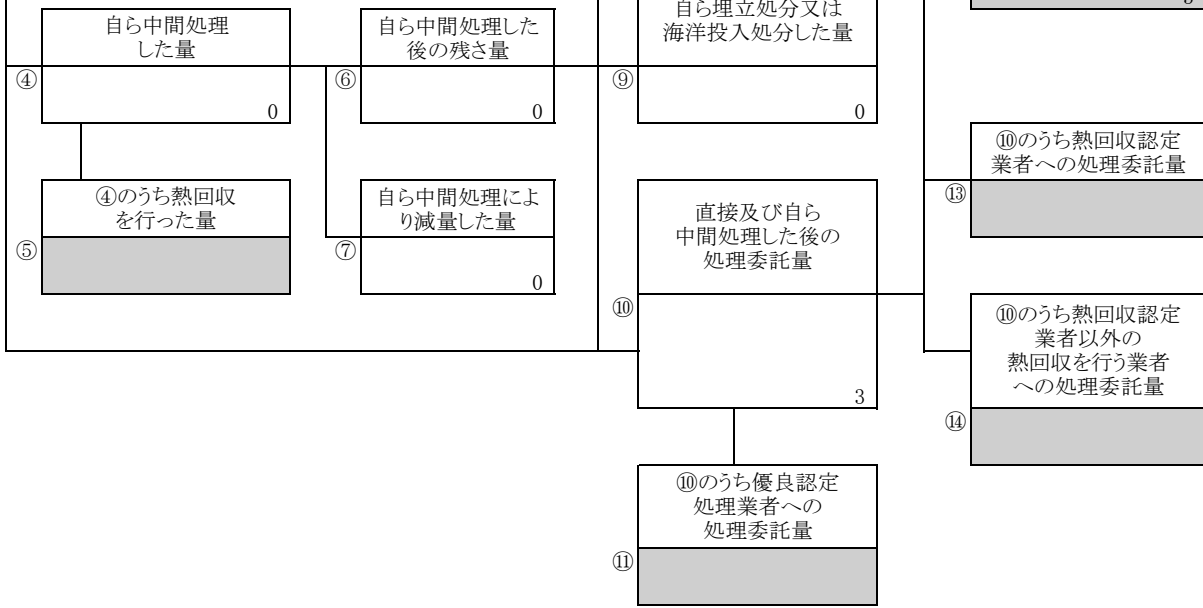 自ら中間処理
した量
④
0
自ら中間処理した
後の残さ量
⑥
0
自ら埋立処分又は
海洋投入処分した量
⑨
0
④のうち熱回収
を行った量
⑤
自ら中間処理によ
り減量した量
⑦
0
直接及び自ら
中間処理した後の
処理委託量
⑩
3
⑩のうち優良認定
処理業者への
処理委託量
⑪
⑩のうち熱回収認定
業者への処理委託量
⑬
⑩のうち熱回収認定
業者以外の
熱回収を行う業者
への処理委託量
⑭